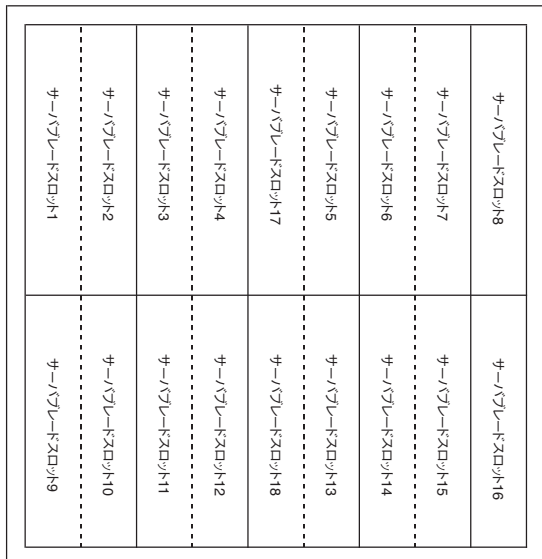 サーバブレードスロット1
サーバブレードスロット2
サーバブレードスロット3
サーバブレードスロット4
サーバブレードスロット17
サーバブレードスロット5
サーバブレードスロット6
サーバブレードスロット7
サーバブレードスロット8
サーバブレードスロット9
サーバブレードスロット10
サーバブレードスロット11
サーバブレードスロット12
サーバブレードスロット18
サーバブレードスロット13
サーバブレードスロット14
サーバブレードスロット15
サーバブレードスロット16